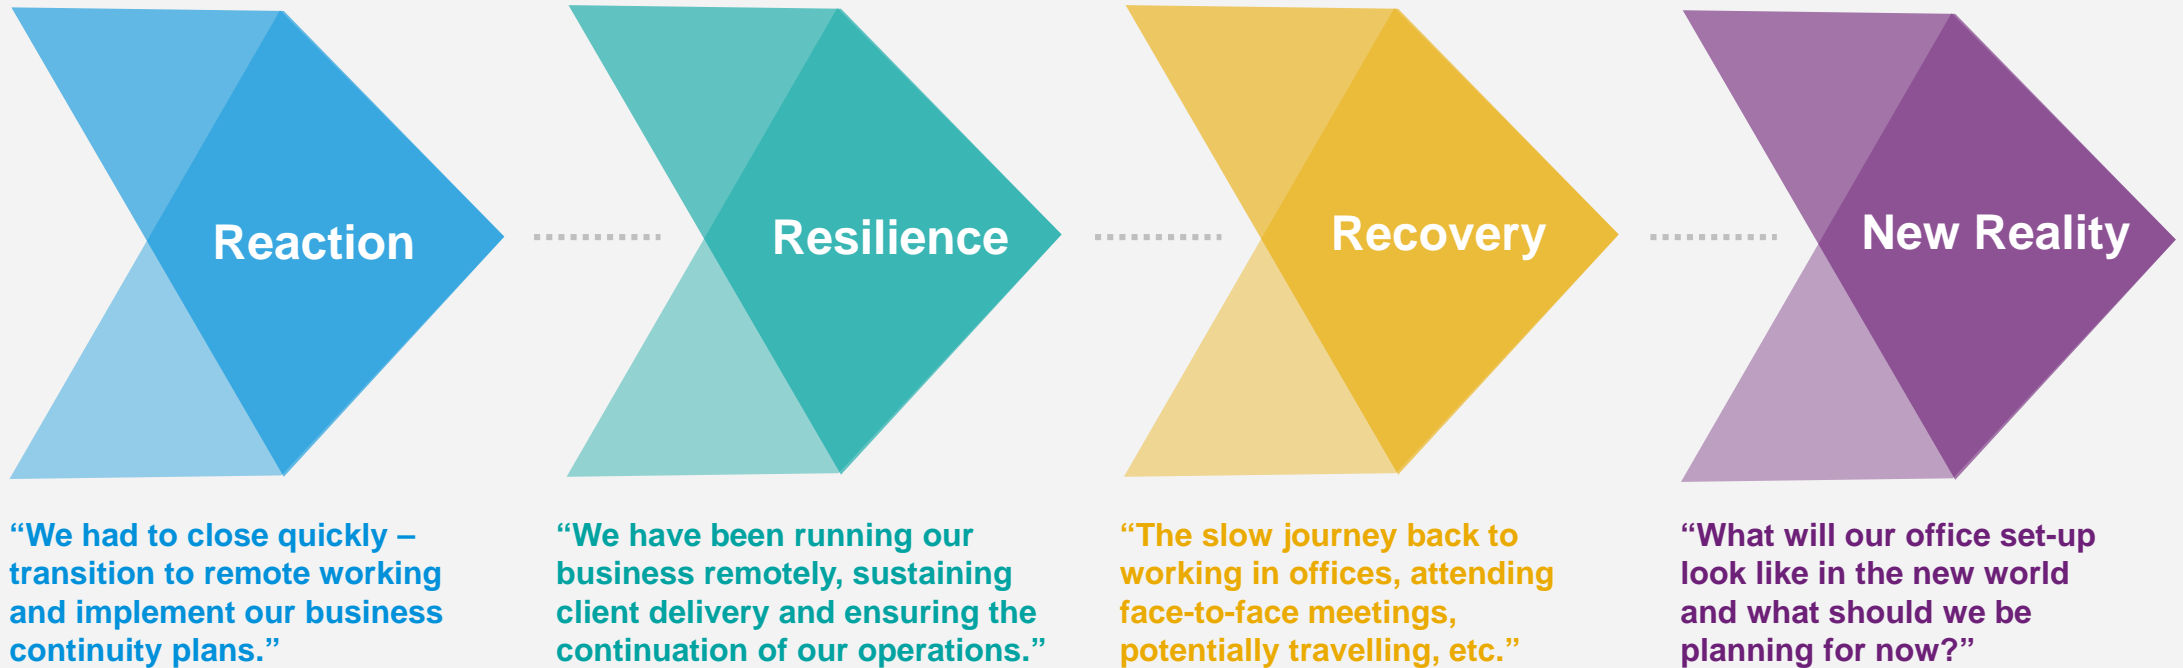 Reaction
Resilience
Recovery
New Reality
“We had to close quickly –
transition to remote working
and implement our business
continuity plans.”
“We have been running our
business remotely, sustaining
client delivery and ensuring the
continuation of our operations.”
“The slow journey back to
working in offices, attending
face-to-face meetings,
potentially travelling, etc.”
“What will our office set-up
look like in the new world
and what should we be
planning for now?”